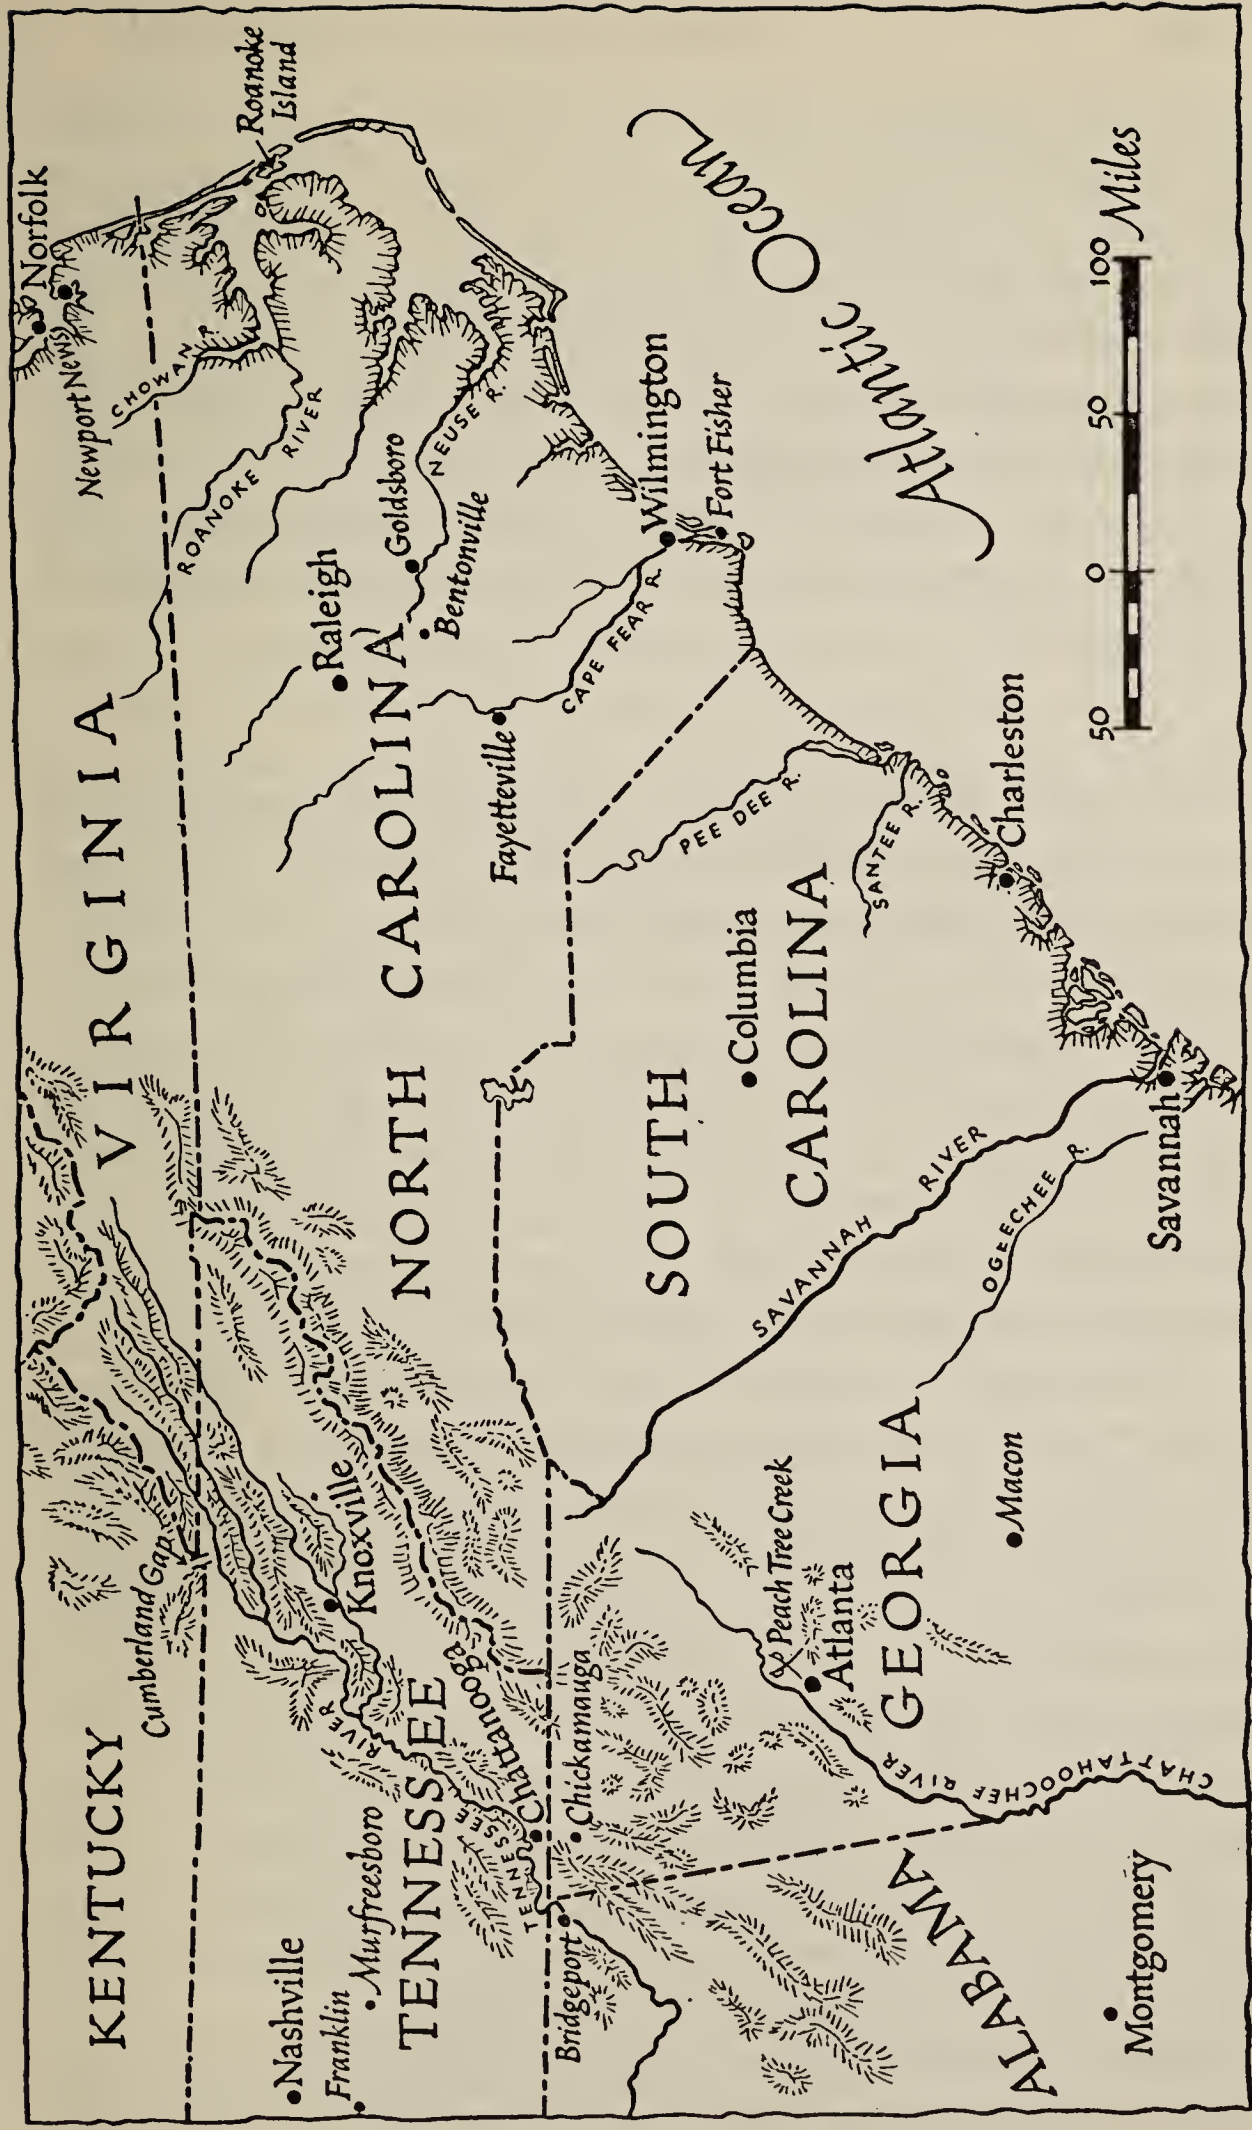 KENTUCKY
VIRGINIA
Norfolk
Newport News
CHOWAN
Roanoke
Island
ROANOKE RIVER
Cumberland Gap
Nashville
Franklin
Murfreesboro
TENNESSEE
Knoxville
TENNESSEE RIVER
Chattanooga
NORTH CAROLINA
Raleigh
Goldsboro
NEUSE R.
Bentonville
Fayetteville
CAPE FEAR R.
Wilmington
Fort Fisher
Bridgeport
Chickamauga
SOUTH
CAROLINA
Columbia
PEE DEE R.
SANTEE R.
Charleston
SAVANNAH RIVER
OGEECHEE R.
Savannah
Peach Tree Creek
Atlanta
GEORGIA
Macon
CHATTAHOOCHEE RIVER
ALABAMA
Montgomery
Atlantic Ocean
50 0 50 100 Miles